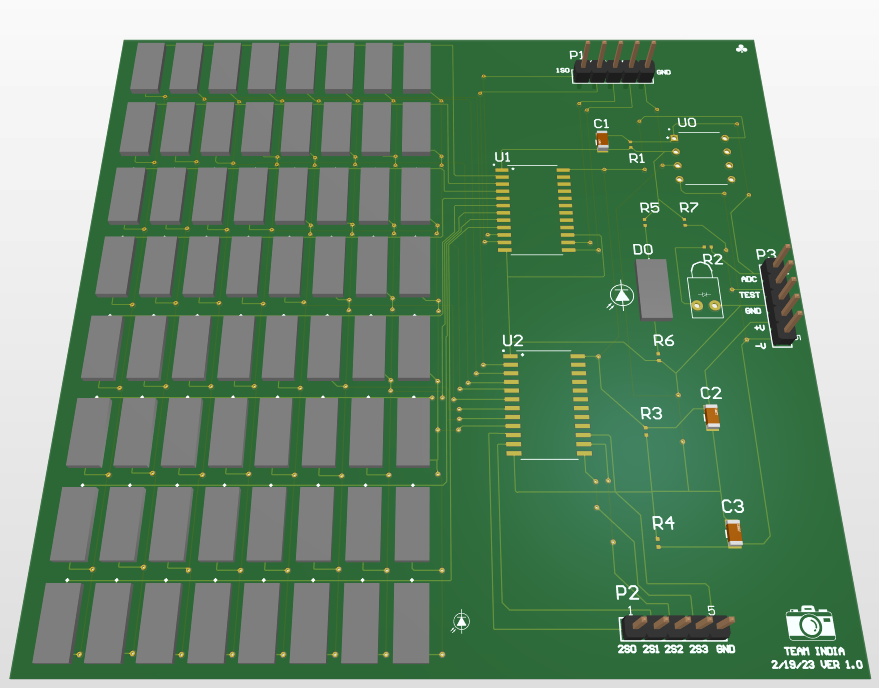 P1
1S0
GND
C1
U0
U1
R1
R5
R7
D0
R2
P3
ADC
TEST
GND
+V
-V
U2
R6
C2
R3
C3
R4
P2
1
5
2S0 2S1 2S2 2S3 GND
TEAM INDIA
2/19/23 VER 1.0